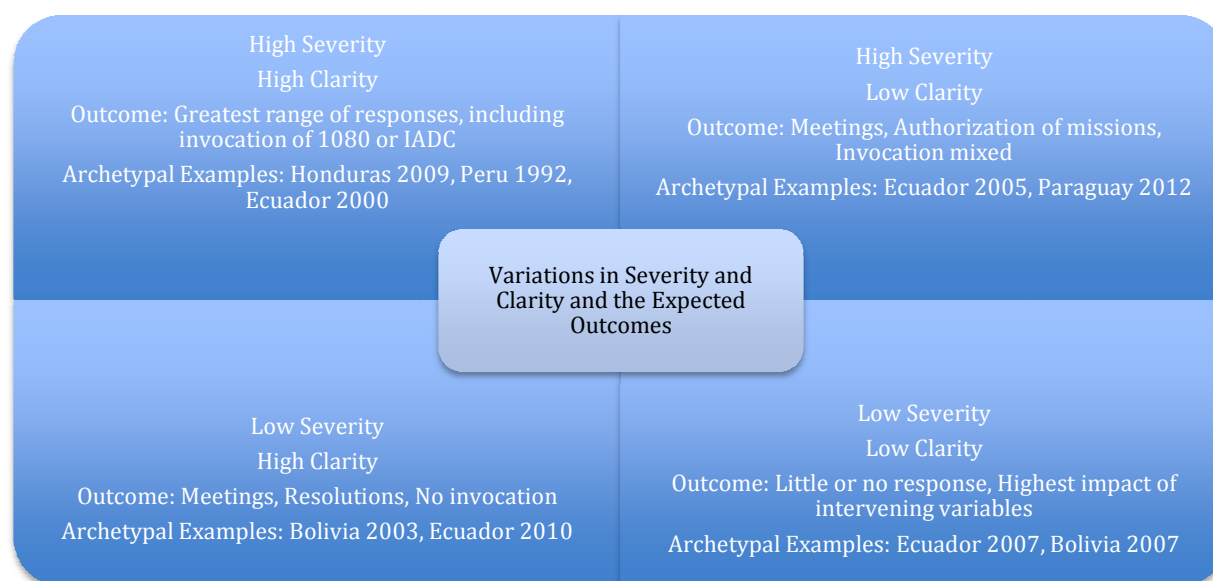 High Severity
High Clarity
Outcome: Greatest range of responses, including
invocation of 1080 or IADC
Archetypal Examples: Honduras 2009, Peru 1992,
Ecuador 2000
High Severity
Low Clarity
Outcome: Meetings, Authorization of missions,
Invocation mixed
Archetypal Examples: Ecuador 2005, Paraguay 2012
Variations in Severity and
Clarity and the Expected
Outcomes
Low Severity
High Clarity
Outcome: Meetings, Resolutions, No invocation
Archetypal Examples: Bolivia 2003, Ecuador 2010
Low Severity
Low Clarity
Outcome: Little or no response, Highest impact of
intervening variables
Archetypal Examples: Ecuador 2007, Bolivia 2007